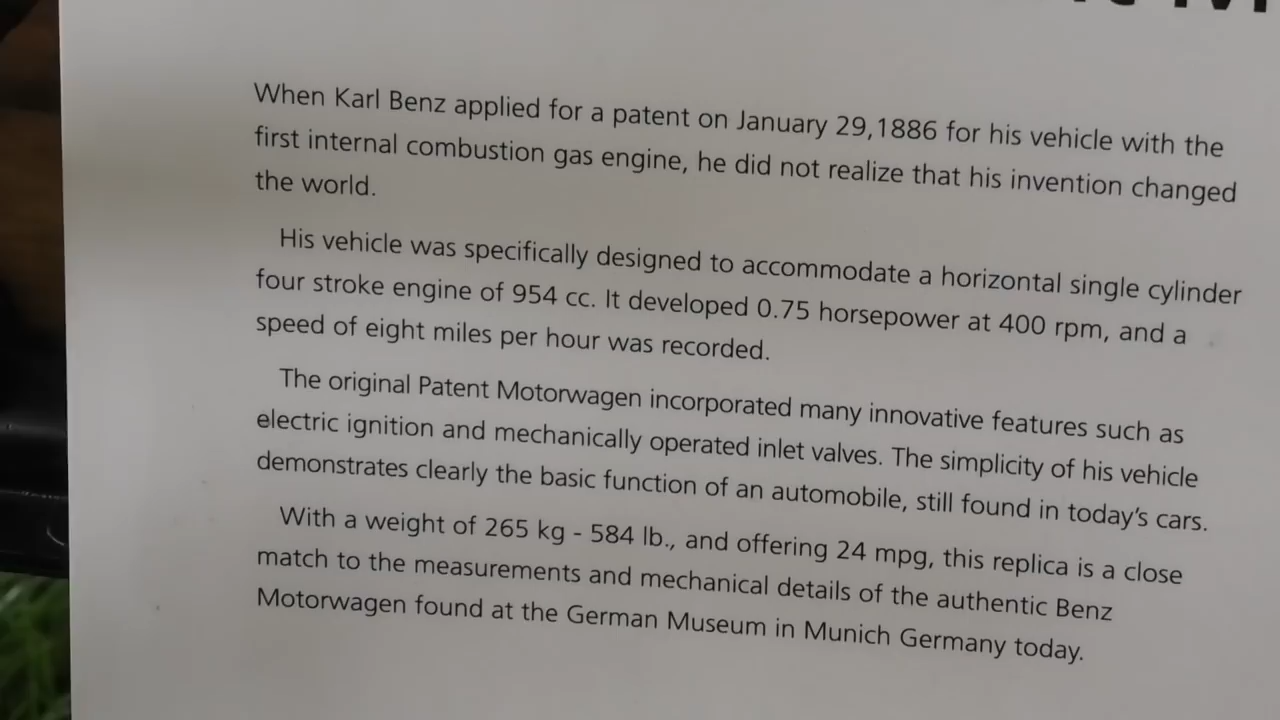 When Karl Benz applied for a patent on January 29,1886 for his vehicle with the
first internal combustion gas engine, he did not realize that his invention changed
the world.
His vehicle was specifically designed to accommodate a horizontal single cylinder
four stroke engine of 954 cc. It developed 0.75 horsepower at 400 rpm, and a
speed of eight miles per hour was recorded.
The original Patent Motorwagen incorporated many innovative features such as
electric ignition and mechanically operated inlet valves. The simplicity of his vehicle
demonstrates clearly the basic function of an automobile, still found in today's cars.
With a weight of 265 kg - 584 lb., and offering 24 mpg, this replica is a close
match to the measurements and mechanical details of the authentic Benz
Motorwagen found at the German Museum in Munich Germany today.